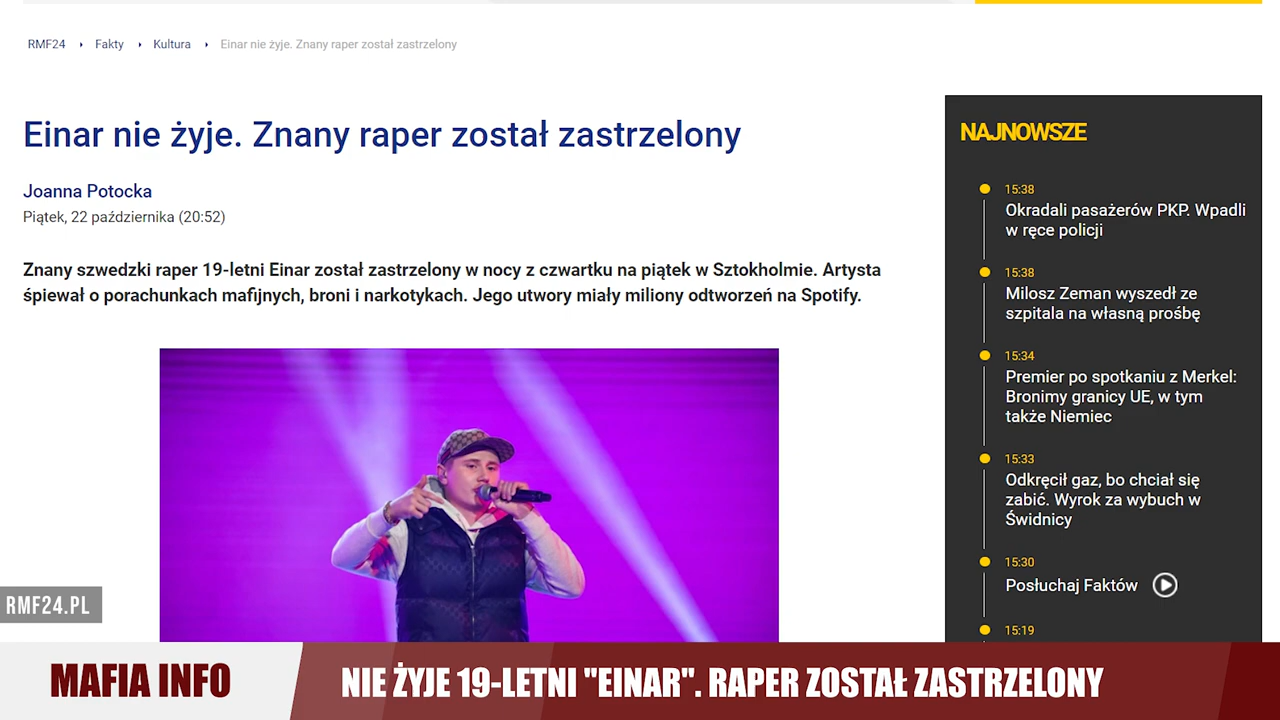 RMF24 › Fakty › Kultura › Einar nie żyje. Znany raper został zastrzelony
Einar nie żyje. Znany raper został zastrzelony
Joanna Potocka
Piątek, 22 października (20:52)
Znany szwedzki raper 19-letni Einar został zastrzelony w nocy z czwartku na piątek w Sztokholmie. Artysta
śpiewał o porachunkach mafijnych, broni i narkotykach. Jego utwory miały miliony odtworzeń na Spotify.
NAJNOWSZE
15:38
Okradali pasażerów PKP. Wpadli
w ręce policji
15:38
Milosz Zeman wyszedł ze
szpitala na własną prośbę
15:34
Premier po spotkaniu z Merkel:
Bronimy granicy UE, w tym
także Niemiec
15:33
Odkręcił gaz, bo chciał się
zabić. Wyrok za wybuch w
Świdnicy
15:30
Posłuchaj Faktów
15:19
RMF24.PL
MAFIA INFO
NIE ŻYJE 19-LETNI "EINAR". RAPER ZOSTAŁ ZASTRZELONY